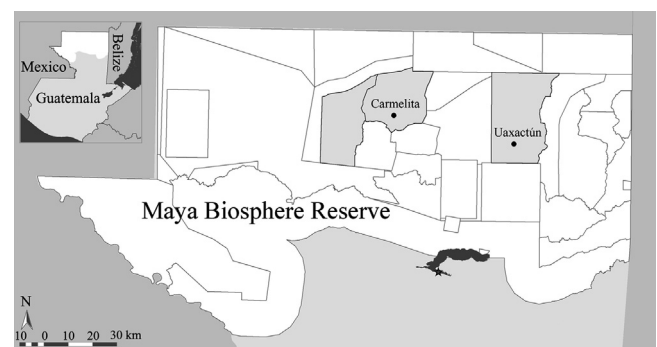 Mexico
Belize
Guatemala
Carmelita
Uaxactún
Maya Biosphere Reserve
N
10 0 10 20 30 km